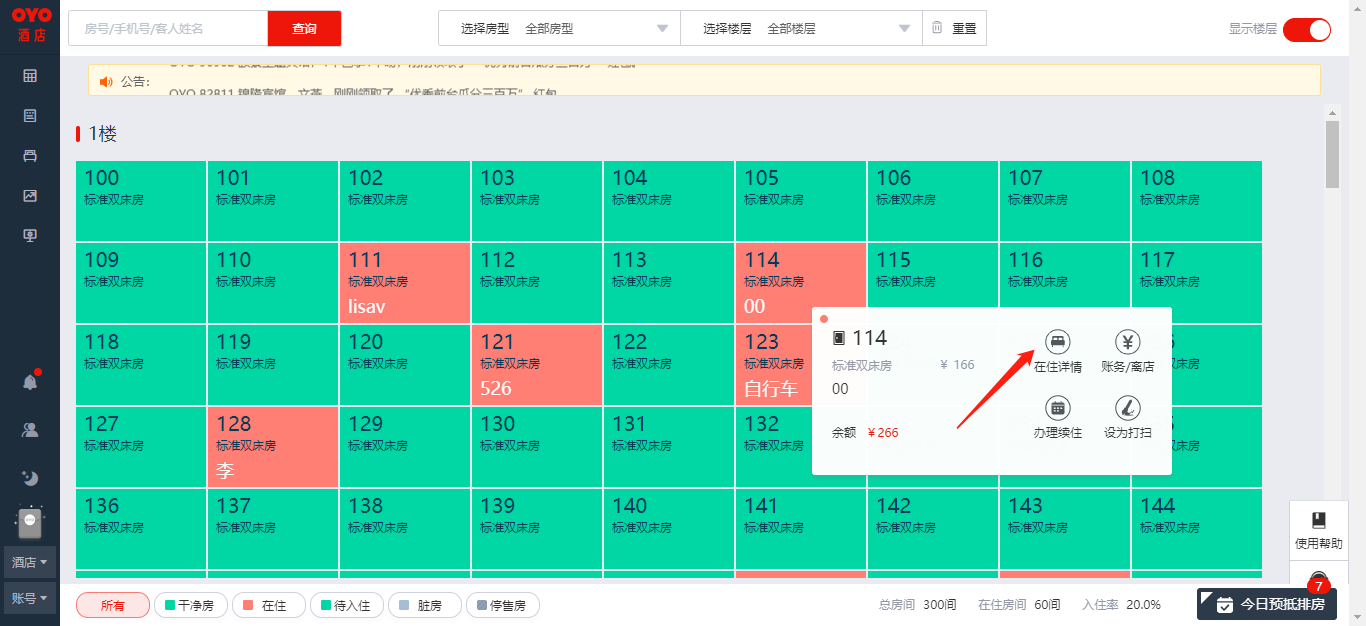 OYO
酒店
房号/手机号/客人姓名
查询
选择房型 全部房型
选择楼层 全部楼层
重置
显示楼层
公告:
OYO 82811
刚刚领取了 “优秀前台瓜分三百万” 红包
1楼
100 101 102 103 104 105 106 107 108
标准双床房 标准双床房 标准双床房 标准双床房 标准双床房 标准双床房 标准双床房 标准双床房 标准双床房
109 110 111 112 113 114 115 116 117
标准双床房 标准双床房 标准双床房 标准双床房 标准双床房 标准双床房 标准双床房 标准双床房 标准双床房
lisav 00
118 119 120 121 122 123
标准双床房 标准双床房 标准双床房 标准双床房 标准双床房 标准双床房
526 自行车
114
标准双床房 ¥ 166
00
余额 ¥266
在住详情 账务/离店
办理续住 设为打扫
127 128 129 130 131 132
标准双床房 标准双床房 标准双床房 标准双床房 标准双床房 标准双床房
李
136 137 138 139 140 141 142 143 144
标准双床房 标准双床房 标准双床房 标准双床房 标准双床房 标准双床房 标准双床房 标准双床房 标准双床房
酒店
账号
所有 干净房 在住 待入住 脏房 停售房
总房间 300间 在住房间 60间 入住率 20.0%
使用帮助
7
今日预抵排房